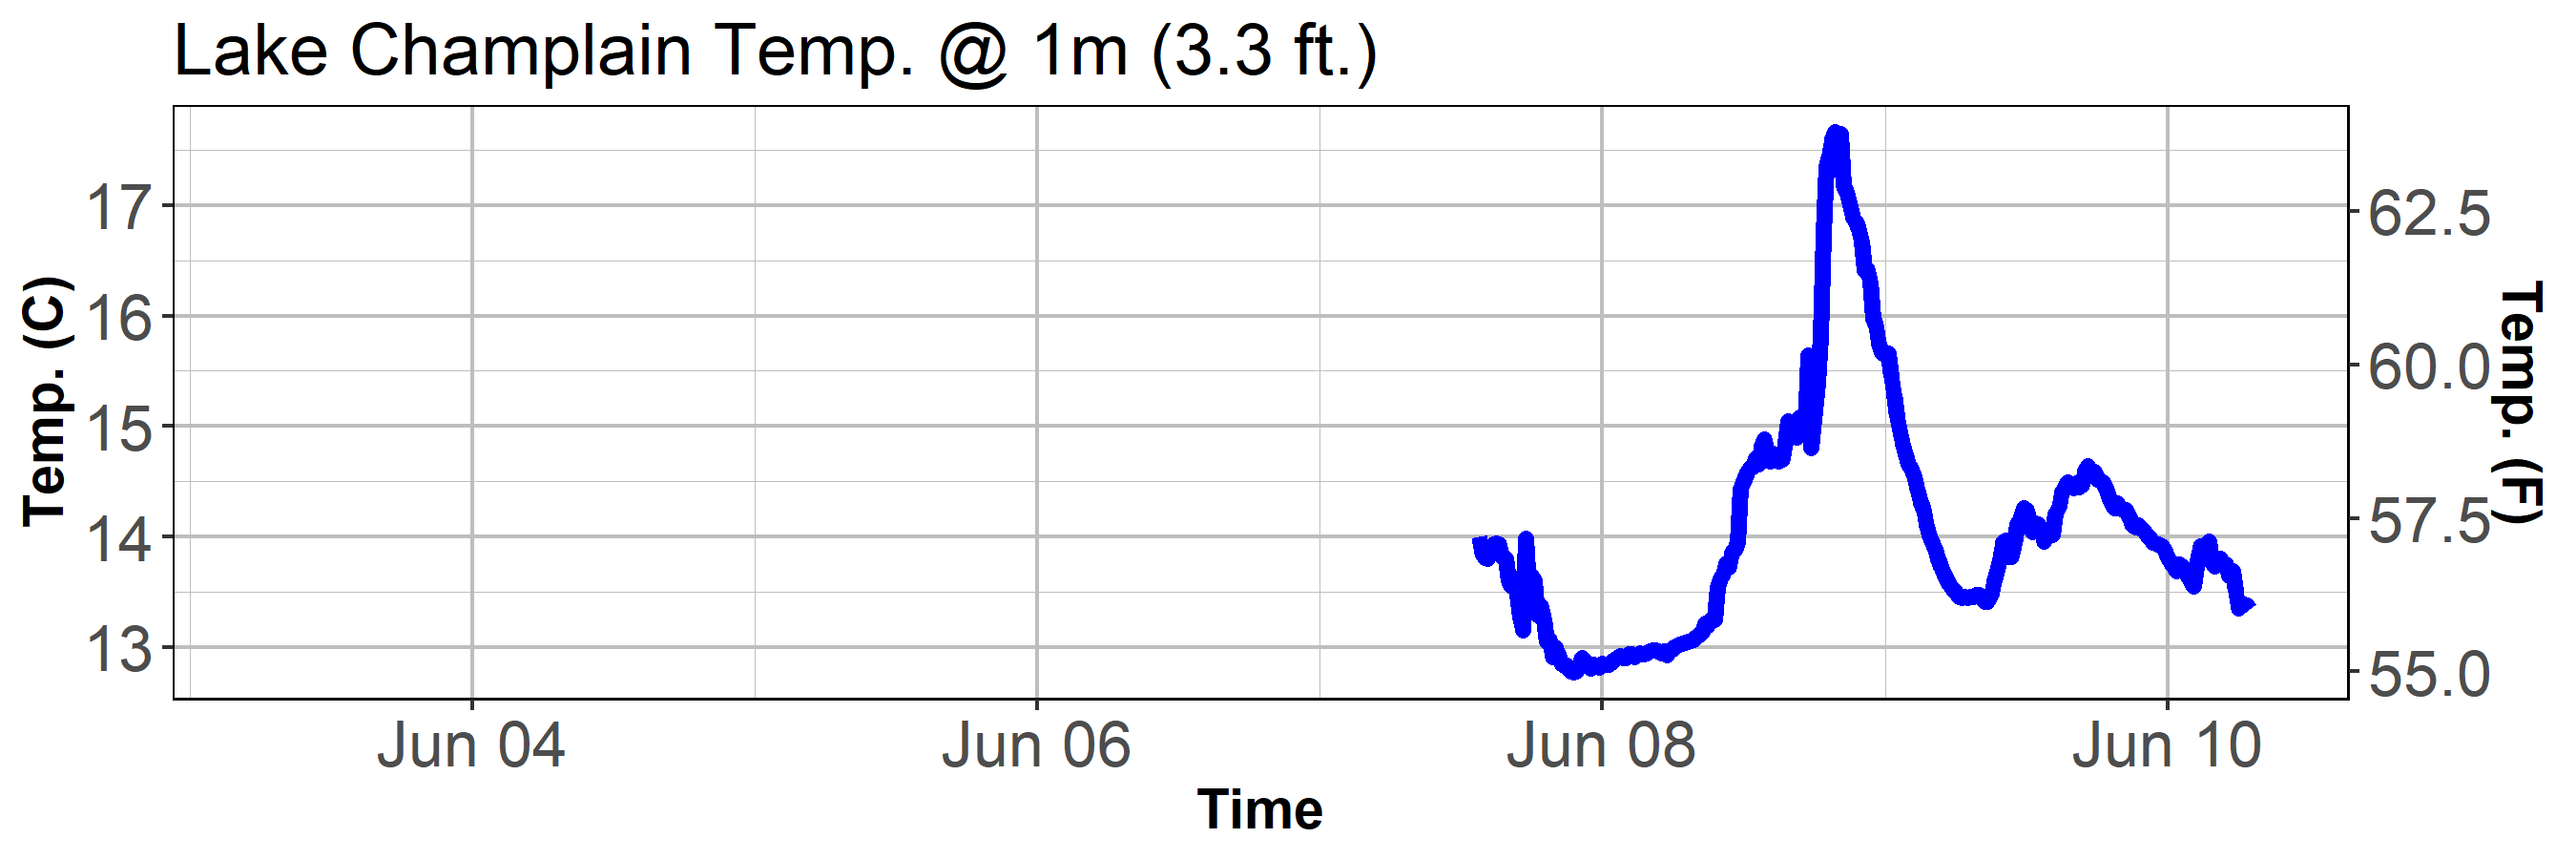 Lake Champlain Temp. @ 1m (3.3 ft.)
Temp. (C)
17
16
15
14
13
62.5
60.0
57.5
55.0
Temp. (F)
Jun 04 Jun 06 Jun 08 Jun 10
Time